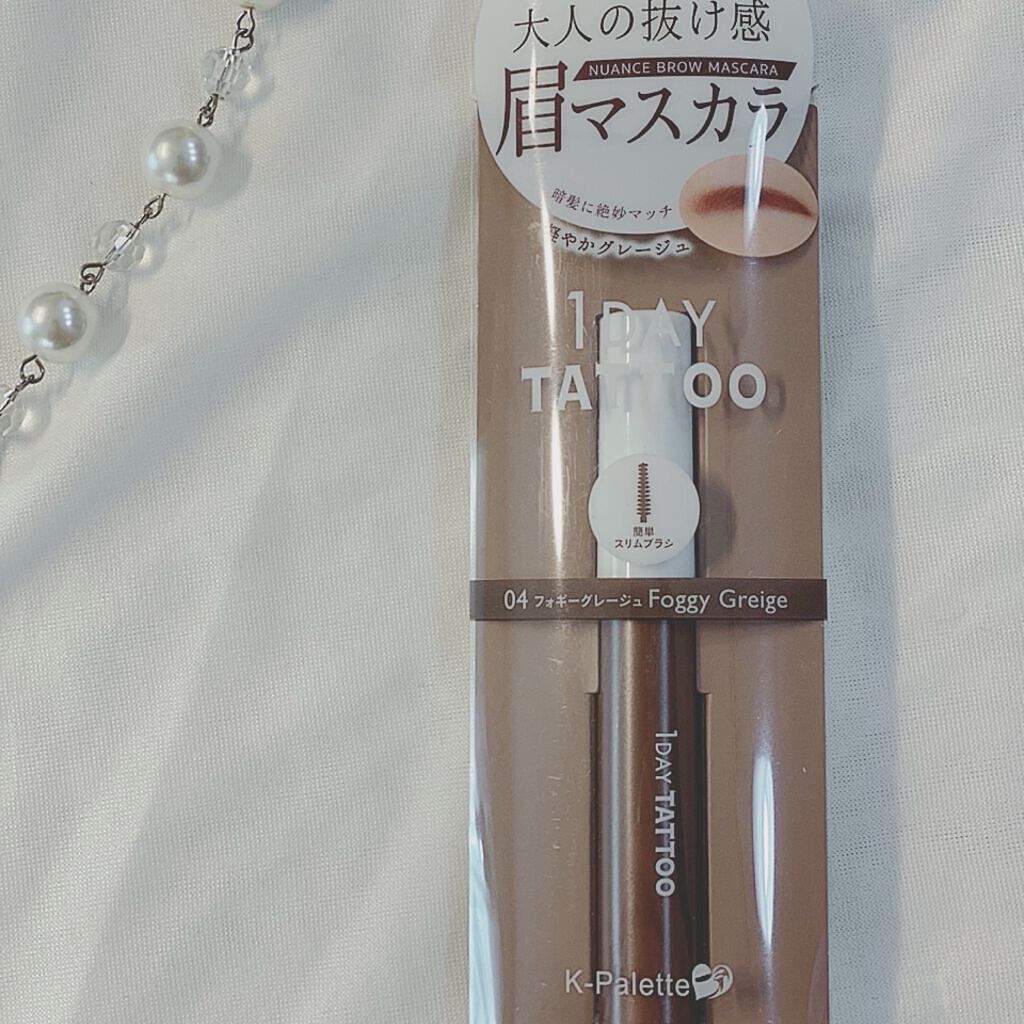 大人の抜け感
NUANCE BROW MASCARA
眉マスカラ
暗髪に絶妙マッチ
軽やかグレージュ
1DAY
TATTOO
簡単
スリムブラシ
04 フォギーグレージュ Foggy Greige
1DAY TATTOO
K-Palette